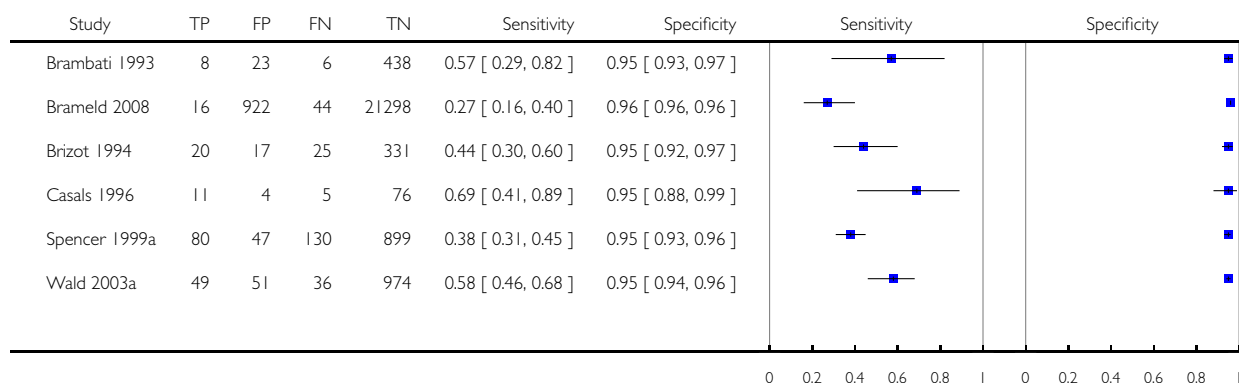 Study TP FP FN TN Sensitivity Specificity Sensitivity Specificity
Brambati 1993 8 23 6 438 0.57 [ 0.29, 0.82 ] 0.95 [ 0.93, 0.97 ]
Brameld 2008 16 922 44 21298 0.27 [ 0.16, 0.40 ] 0.96 [ 0.96, 0.96 ]
Brizot 1994 20 17 25 331 0.44 [ 0.30, 0.60 ] 0.95 [ 0.92, 0.97 ]
Casals 1996 11 4 5 76 0.69 [ 0.41, 0.89 ] 0.95 [ 0.88, 0.99 ]
Spencer 1999a 80 47 130 899 0.38 [ 0.31, 0.45 ] 0.95 [ 0.93, 0.96 ]
Wald 2003a 49 51 36 974 0.58 [ 0.46, 0.68 ] 0.95 [ 0.94, 0.96 ]
0 0.2 0.4 0.6 0.8 1 0 0.2 0.4 0.6 0.8 1